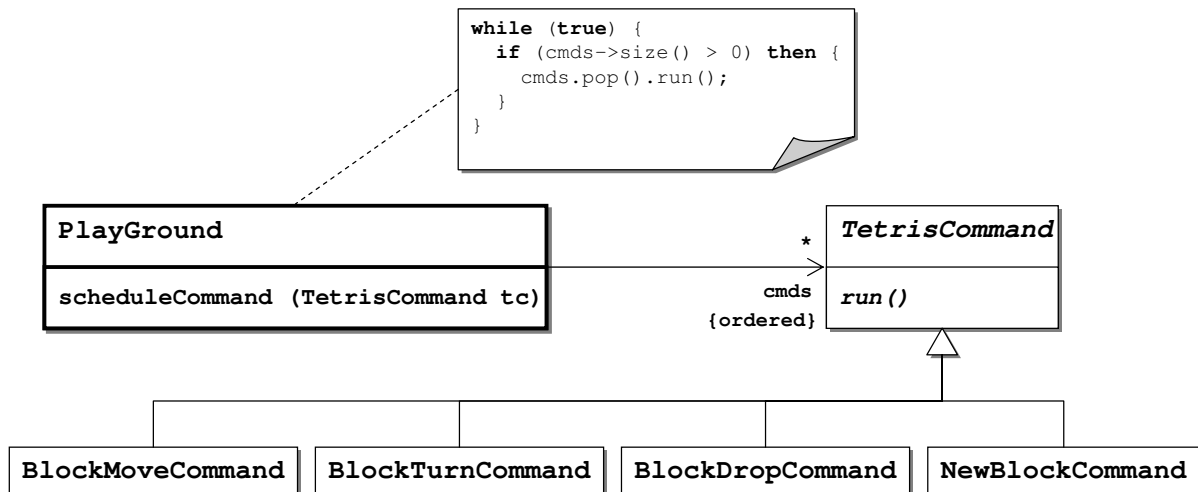 while (true) {
  if (cmds->size() > 0) then {
    cmds.pop().run();
  }
}
PlayGround
scheduleCommand (TetrisCommand tc)
*
cmds
{ordered}
TetrisCommand
run()
BlockMoveCommand
BlockTurnCommand
BlockDropCommand
NewBlockCommand